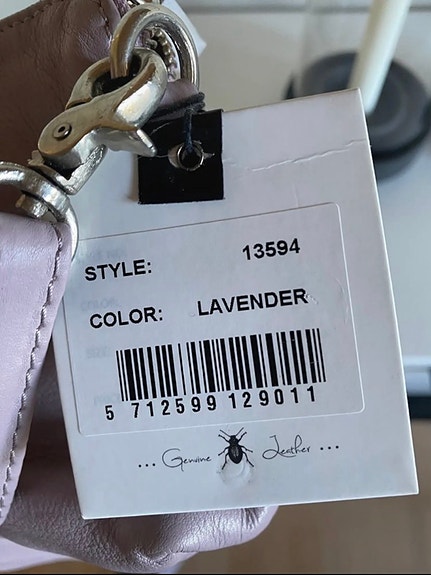 STYLE: 13594
COLOR: LAVENDER
5 712599 129011
... Genuine Leather ...